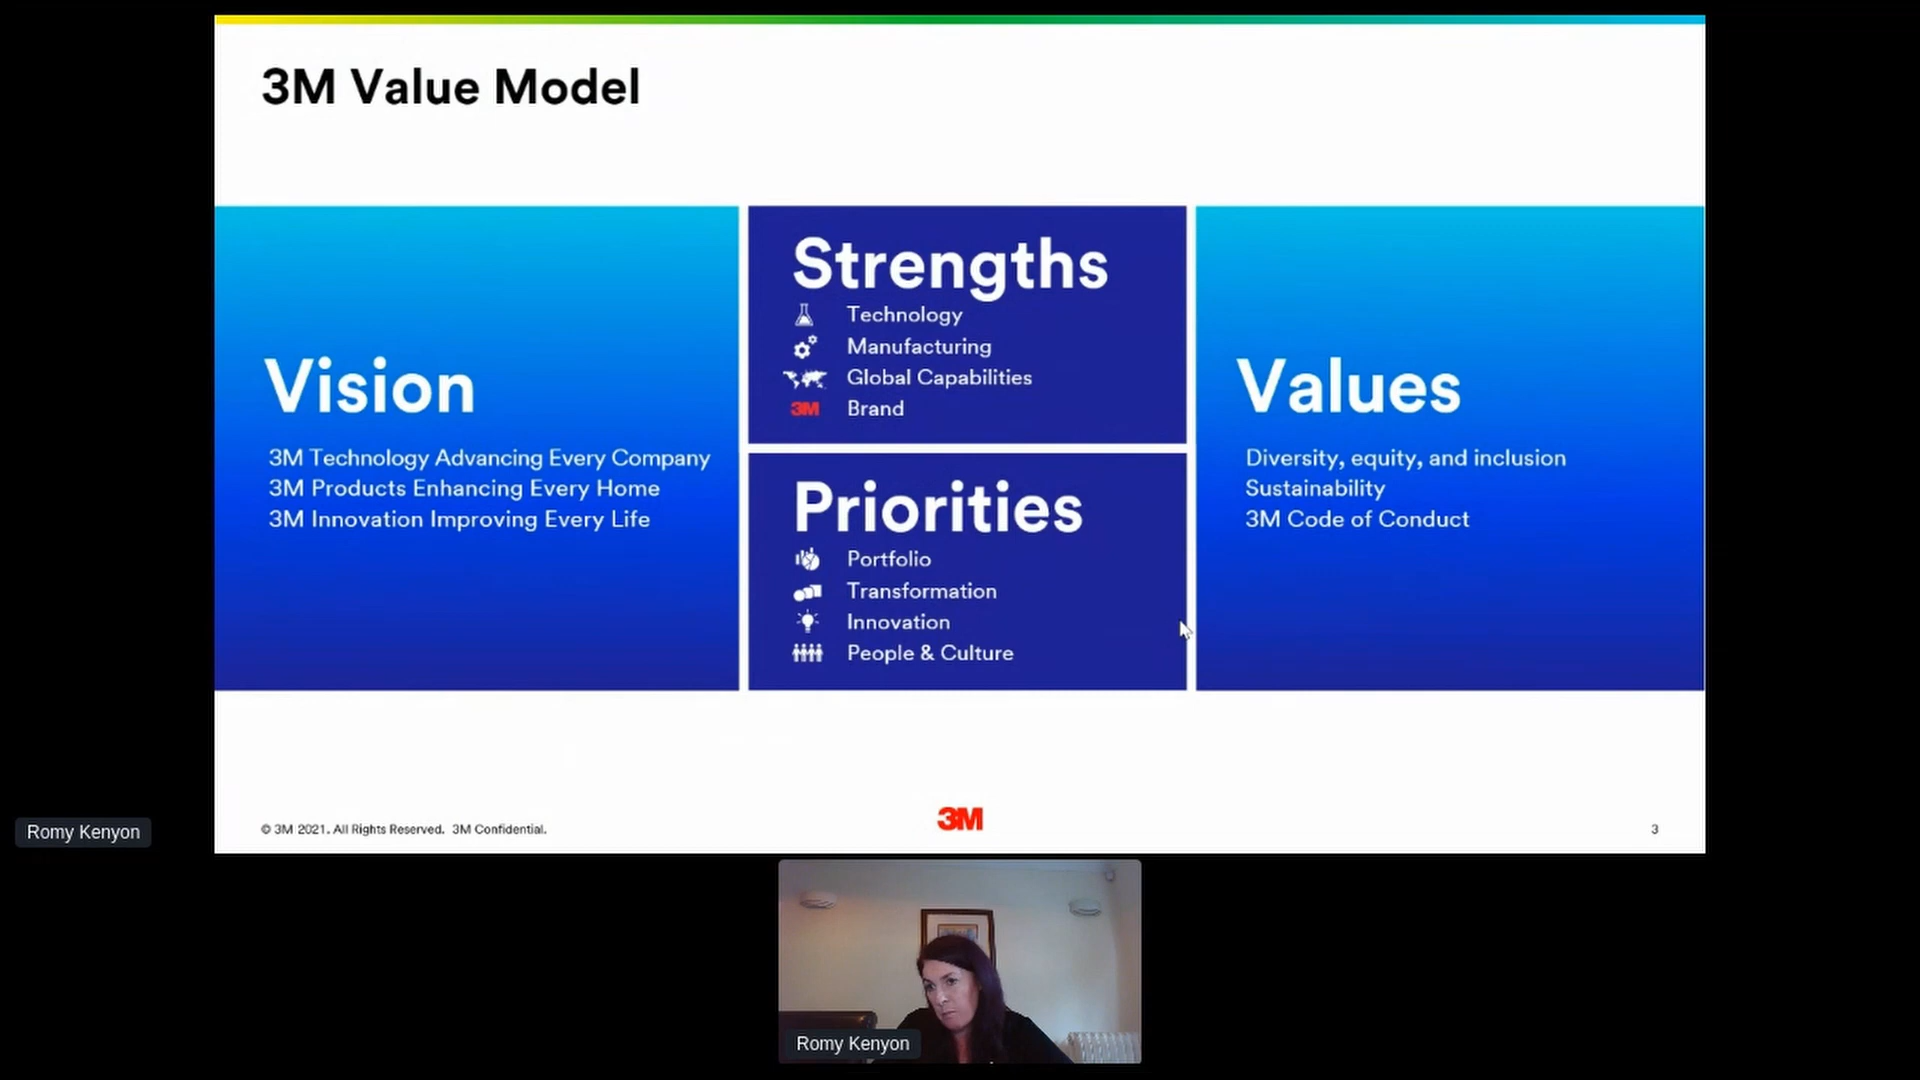 3M Value Model
Vision
3M Technology Advancing Every Company
3M Products Enhancing Every Home
3M Innovation Improving Every Life
Strengths
Technology
Manufacturing
Global Capabilities
3M Brand
Priorities
Portfolio
Transformation
Innovation
People & Culture
Values
Diversity, equity, and inclusion
Sustainability
3M Code of Conduct
© 3M 2021. All Rights Reserved. 3M Confidential.
3M
3
Romy Kenyon
Romy Kenyon